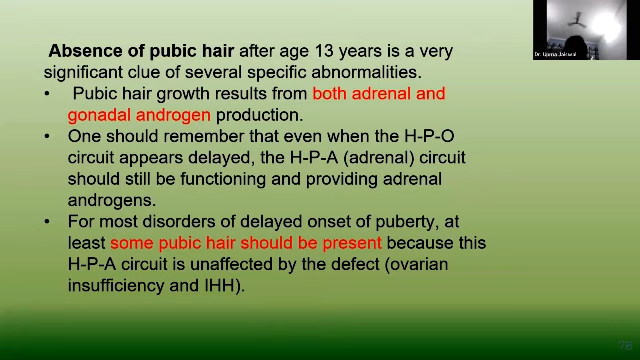 Absence of pubic hair after age 13 years is a very
significant clue of several specific abnormalities.
• Pubic hair growth results from both adrenal and
gonadal androgen production.
• One should remember that even when the H-P-O
circuit appears delayed, the H-P-A (adrenal) circuit
should still be functioning and providing adrenal
androgens.
• For most disorders of delayed onset of puberty, at
least some pubic hair should be present because this
H-P-A circuit is unaffected by the defect (ovarian
insufficiency and IHH).
Dr. Uprna Jaiswal
78